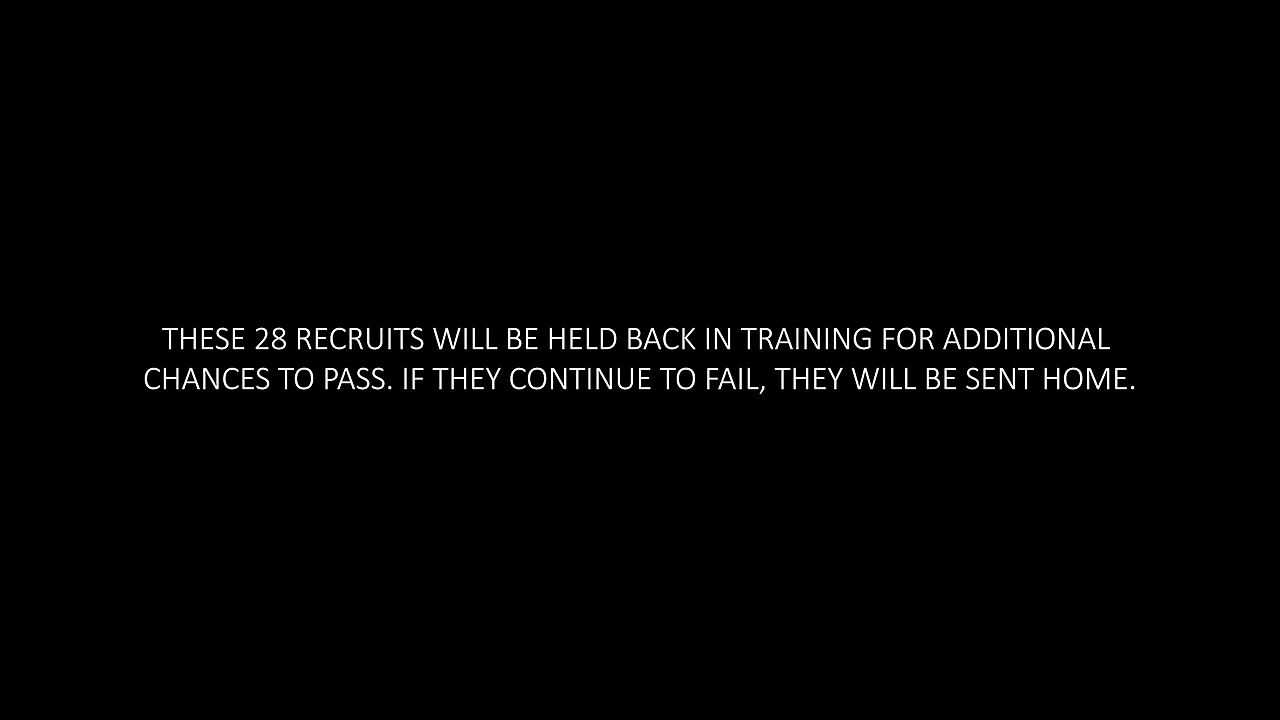 THESE 28 RECRUITS WILL BE HELD BACK IN TRAINING FOR ADDITIONAL
CHANCES TO PASS. IF THEY CONTINUE TO FAIL, THEY WILL BE SENT HOME.